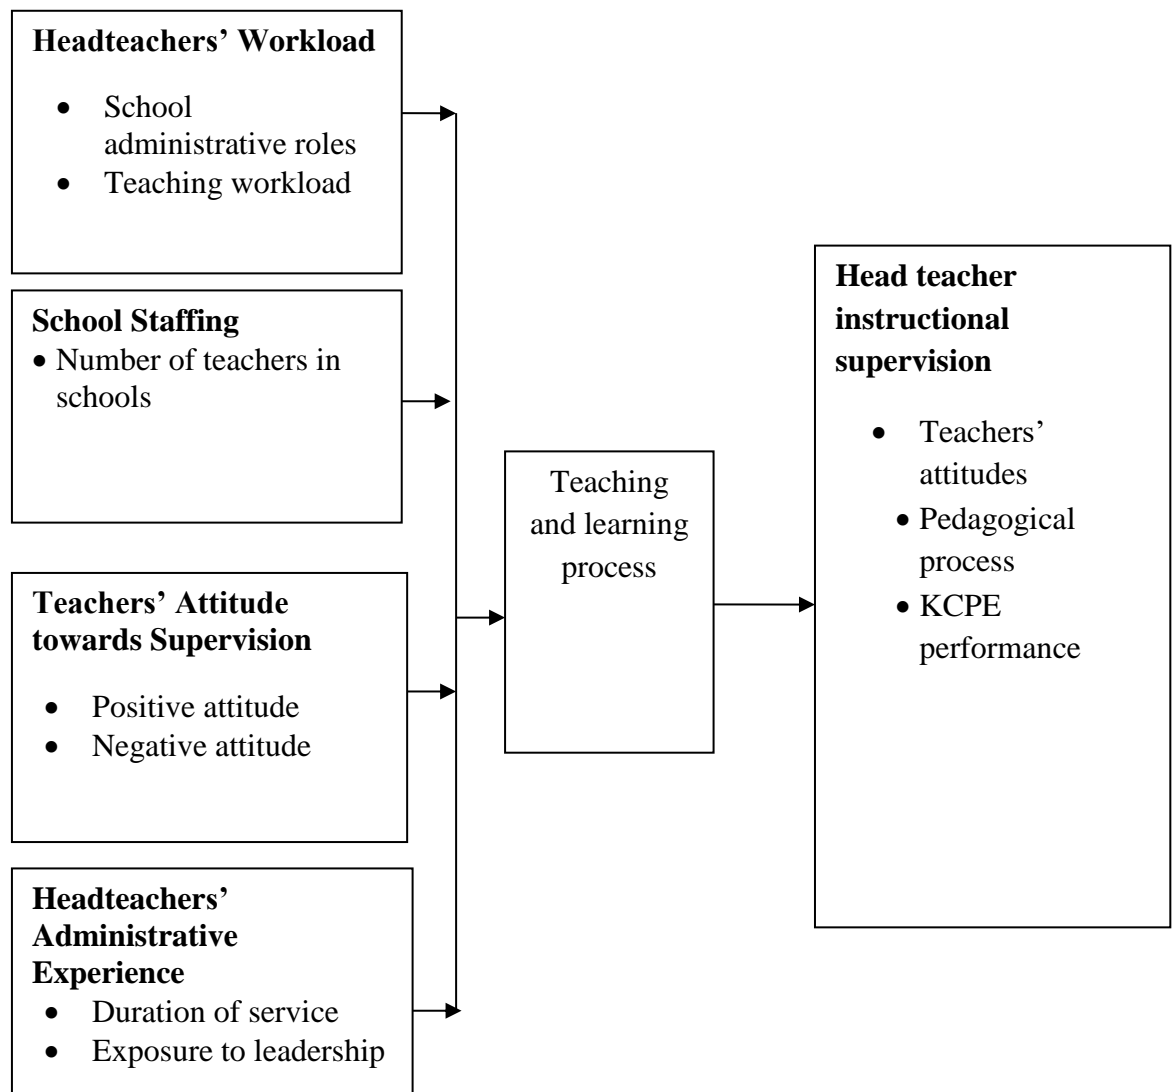 Headteachers’ Workload
• School
administrative roles
• Teaching workload
School Staffing
• Number of teachers in
schools
Teachers’ Attitude
towards Supervision
• Positive attitude
• Negative attitude
Headteachers’
Administrative
Experience
• Duration of service
• Exposure to leadership
Teaching
and learning
process
Head teacher
instructional
supervision
• Teachers’
attitudes
• Pedagogical
process
• KCPE
performance